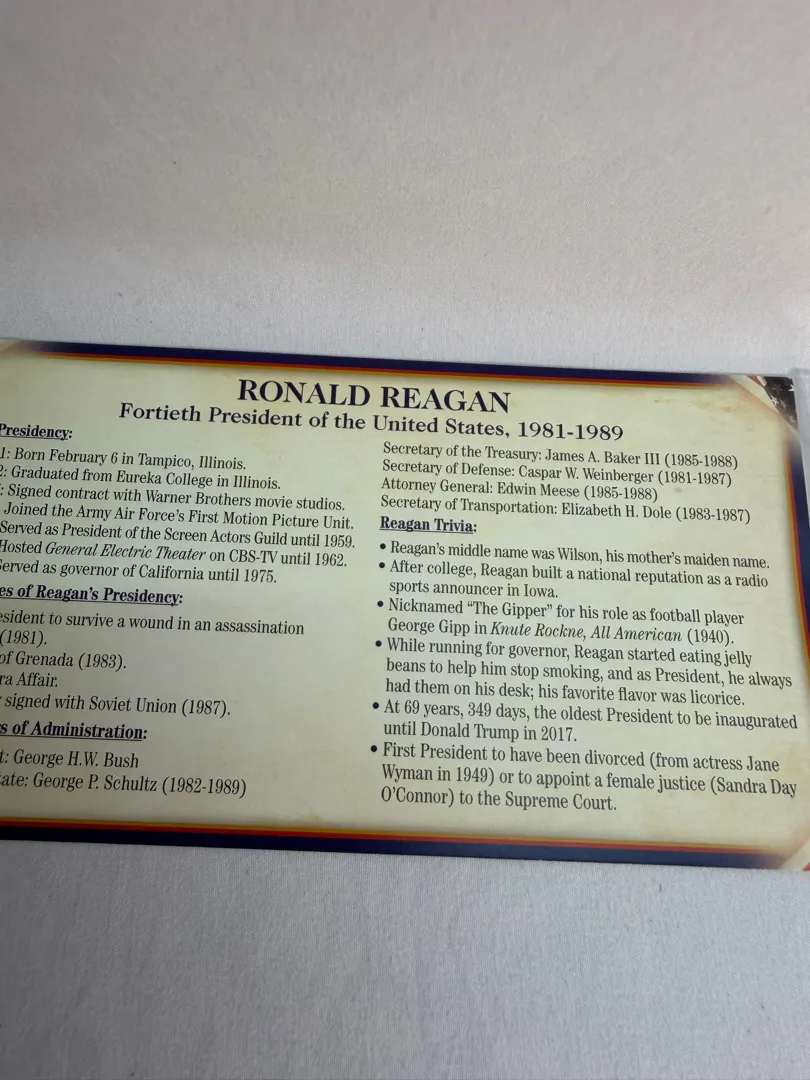 RONALD REAGAN
Fortieth President of the United States, 1981-1989
Presidency:
1: Born February 6 in Tampico, Illinois.
2: Graduated from Eureka College in Illinois.
: Signed contract with Warner Brothers movie studios.
Joined the Army Air Force's First Motion Picture Unit.
Served as President of the Screen Actors Guild until 1959.
Hosted General Electric Theater on CBS-TV until 1962.
Served as governor of California until 1975.
es of Reagan's Presidency:
esident to survive a wound in an assassination
(1981).
of Grenada (1983).
ra Affair.
signed with Soviet Union (1987).
s of Administration:
t: George H.W. Bush
ate: George P. Schultz (1982-1989)
Secretary of the Treasury: James A. Baker III (1985-1988)
Secretary of Defense: Caspar W. Weinberger (1981-1987)
Attorney General: Edwin Meese (1985-1988)
Secretary of Transportation: Elizabeth H. Dole (1983-1987)
Reagan Trivia:
• Reagan's middle name was Wilson, his mother's maiden name.
• After college, Reagan built a national reputation as a radio
sports announcer in Iowa.
• Nicknamed "The Gipper" for his role as football player
George Gipp in Knute Rockne, All American (1940).
• While running for governor, Reagan started eating jelly
beans to help him stop smoking, and as President, he always
had them on his desk; his favorite flavor was licorice.
• At 69 years, 349 days, the oldest President to be inaugurated
until Donald Trump in 2017.
• First President to have been divorced (from actress Jane
Wyman in 1949) or to appoint a female justice (Sandra Day
O'Connor) to the Supreme Court.